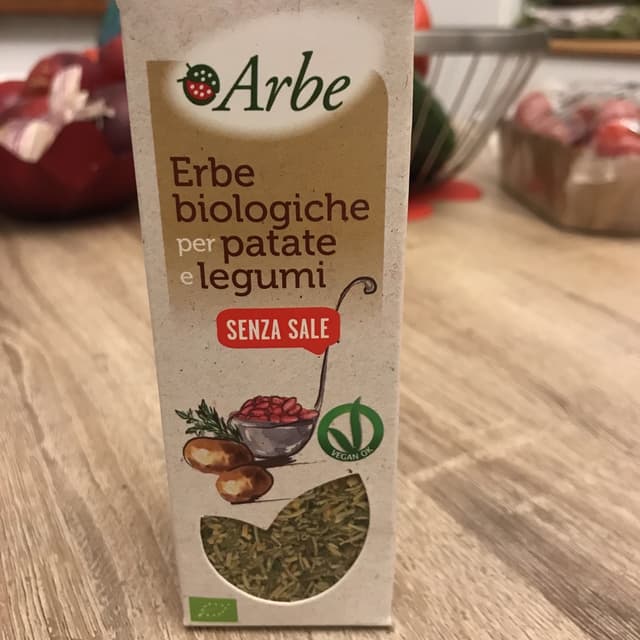 Arbe
Erbe
biologiche
per patate
e legumi
SENZA SALE
VEGAN OK